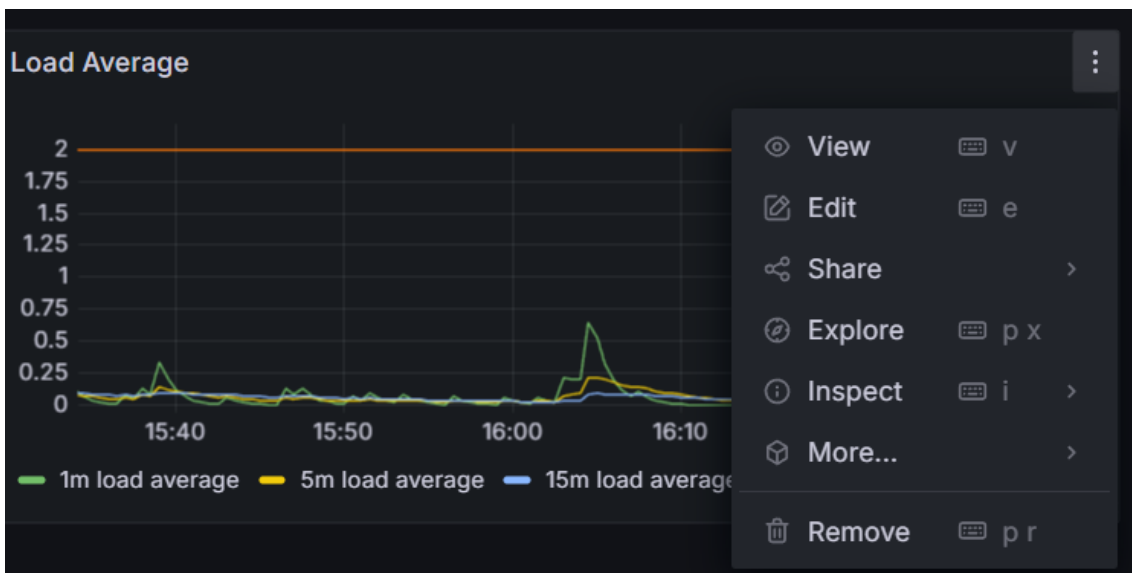 Load Average
2
1.75
1.5
1.25
1
0.75
0.5
0.25
0
15:40 15:50 16:00 16:10
1m load average 5m load average 15m load average
View v
Edit e
Share
Explore p x
Inspect i
More...
Remove p r